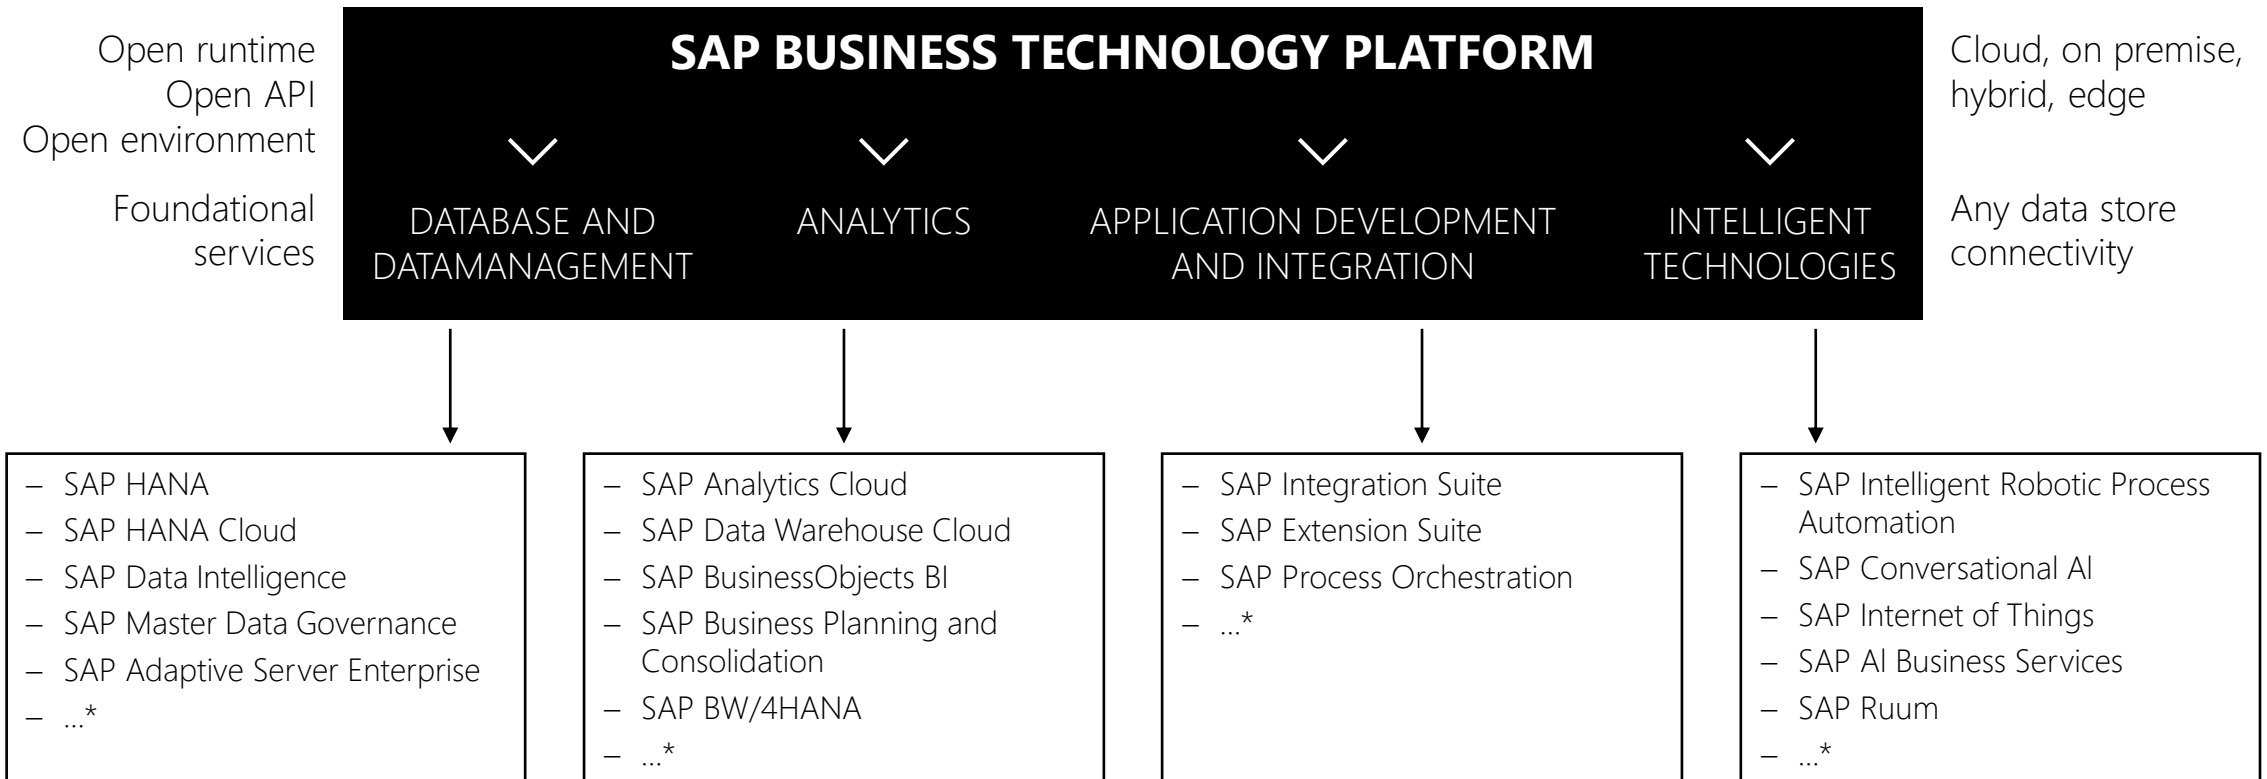 Open runtime
Open API
Open environment
Foundational
services
SAP BUSINESS TECHNOLOGY PLATFORM
DATABASE AND
DATAMANAGEMENT
ANALYTICS
APPLICATION DEVELOPMENT
AND INTEGRATION
INTELLIGENT
TECHNOLOGIES
Cloud, on premise,
hybrid, edge
Any data store
connectivity
– SAP HANA
– SAP HANA Cloud
– SAP Data Intelligence
– SAP Master Data Governance
– SAP Adaptive Server Enterprise
– ...*
– SAP Analytics Cloud
– SAP Data Warehouse Cloud
– SAP BusinessObjects BI
– SAP Business Planning and
Consolidation
– SAP BW/4HANA
– ...*
– SAP Integration Suite
– SAP Extension Suite
– SAP Process Orchestration
– ...*
– SAP Intelligent Robotic Process
Automation
– SAP Conversational AI
– SAP Internet of Things
– SAP AI Business Services
– SAP Ruum
– ...*